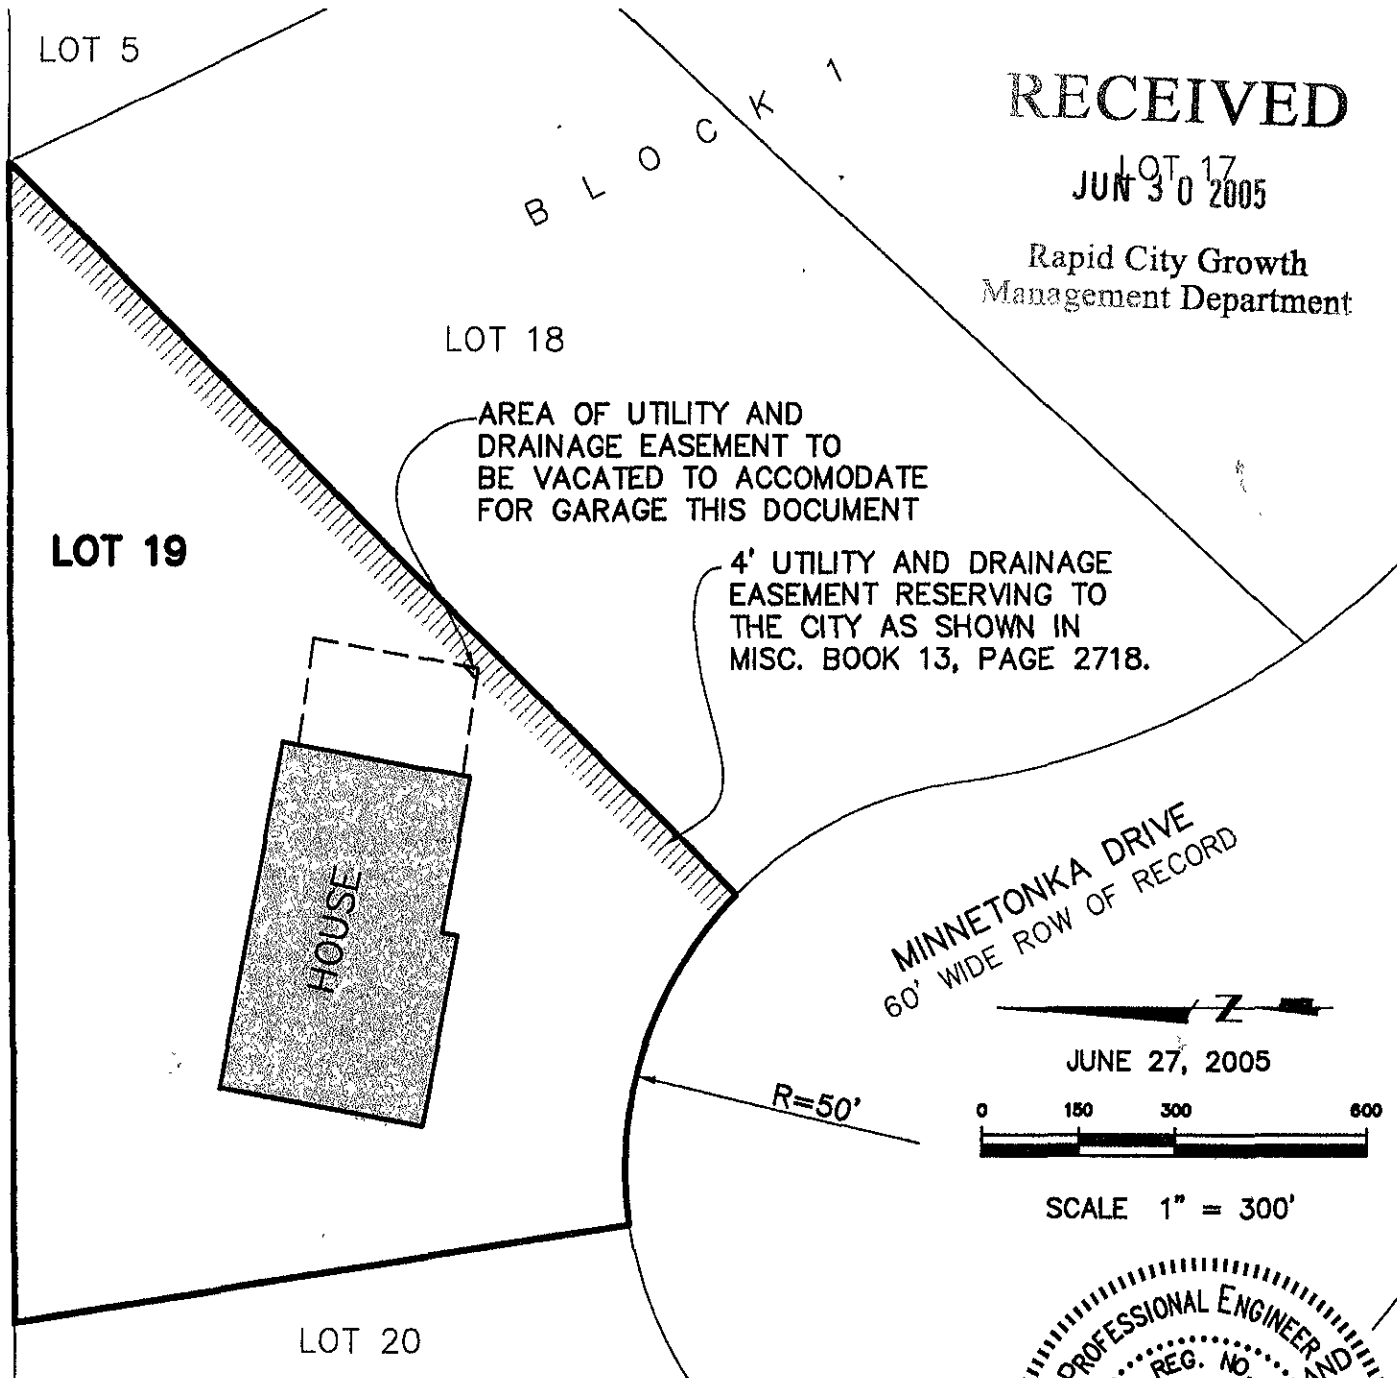 LOT 5
BLOCK 1
RECEIVED
LOT 17
JUN 30 2005
Rapid City Growth
Management Department
LOT 18
AREA OF UTILITY AND
DRAINAGE EASEMENT TO
BE VACATED TO ACCOMODATE
FOR GARAGE THIS DOCUMENT
LOT 19
4' UTILITY AND DRAINAGE
EASEMENT RESERVING TO
THE CITY AS SHOWN IN
MISC. BOOK 13, PAGE 2718.
HOUSE
MINNETONKA DRIVE
60' WIDE ROW OF RECORD
N
JUNE 27, 2005
R=50'
0 150 300 600
SCALE 1" = 300'
LOT 20
PROFESSIONAL ENGINEER AND
REG. NO.